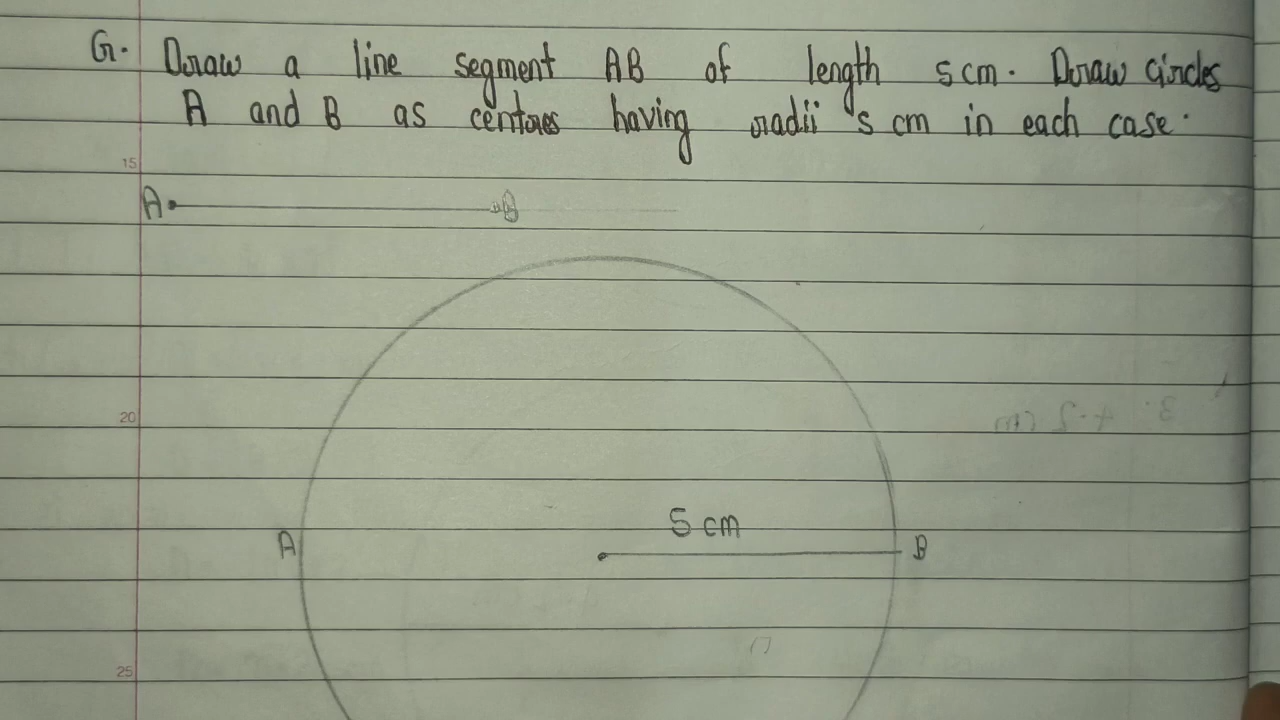 G. Draw a line segment AB of length 5 cm. Draw circles
A and B as centres having radii 5 cm in each case.
15
A B
20
5 cm
A B
25